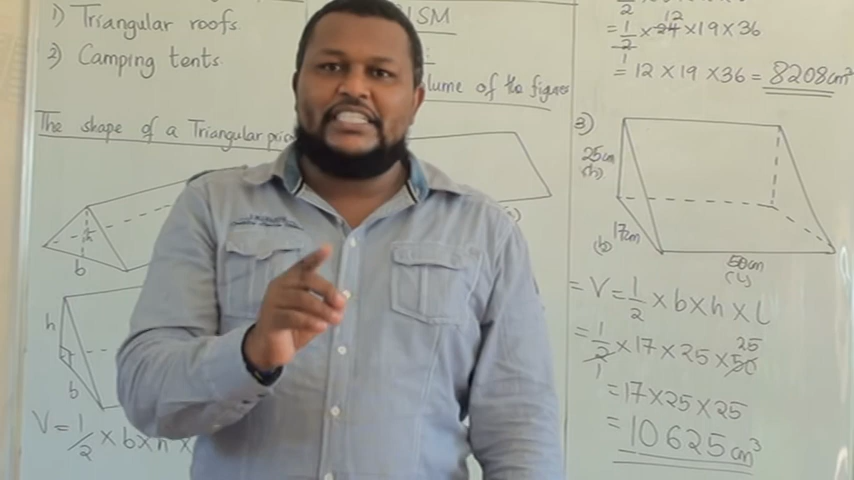 1) Triangular roofs
2) Camping tents
ISM
lume of the figures
The shape of a Triangular pris
h
b
h
b
V = 1/2 × b × h ×
1/2 × 24 12 × 19 × 36
= 12 × 19 × 36 = 8208cm³
3)
25cm
(h)
17cm
(b)
50cm
(L)
= V = 1/2 × b × h × L
= 1/2 × 17 × 25 × 50 25
1
= 17 × 25 × 25
= 10625cm³